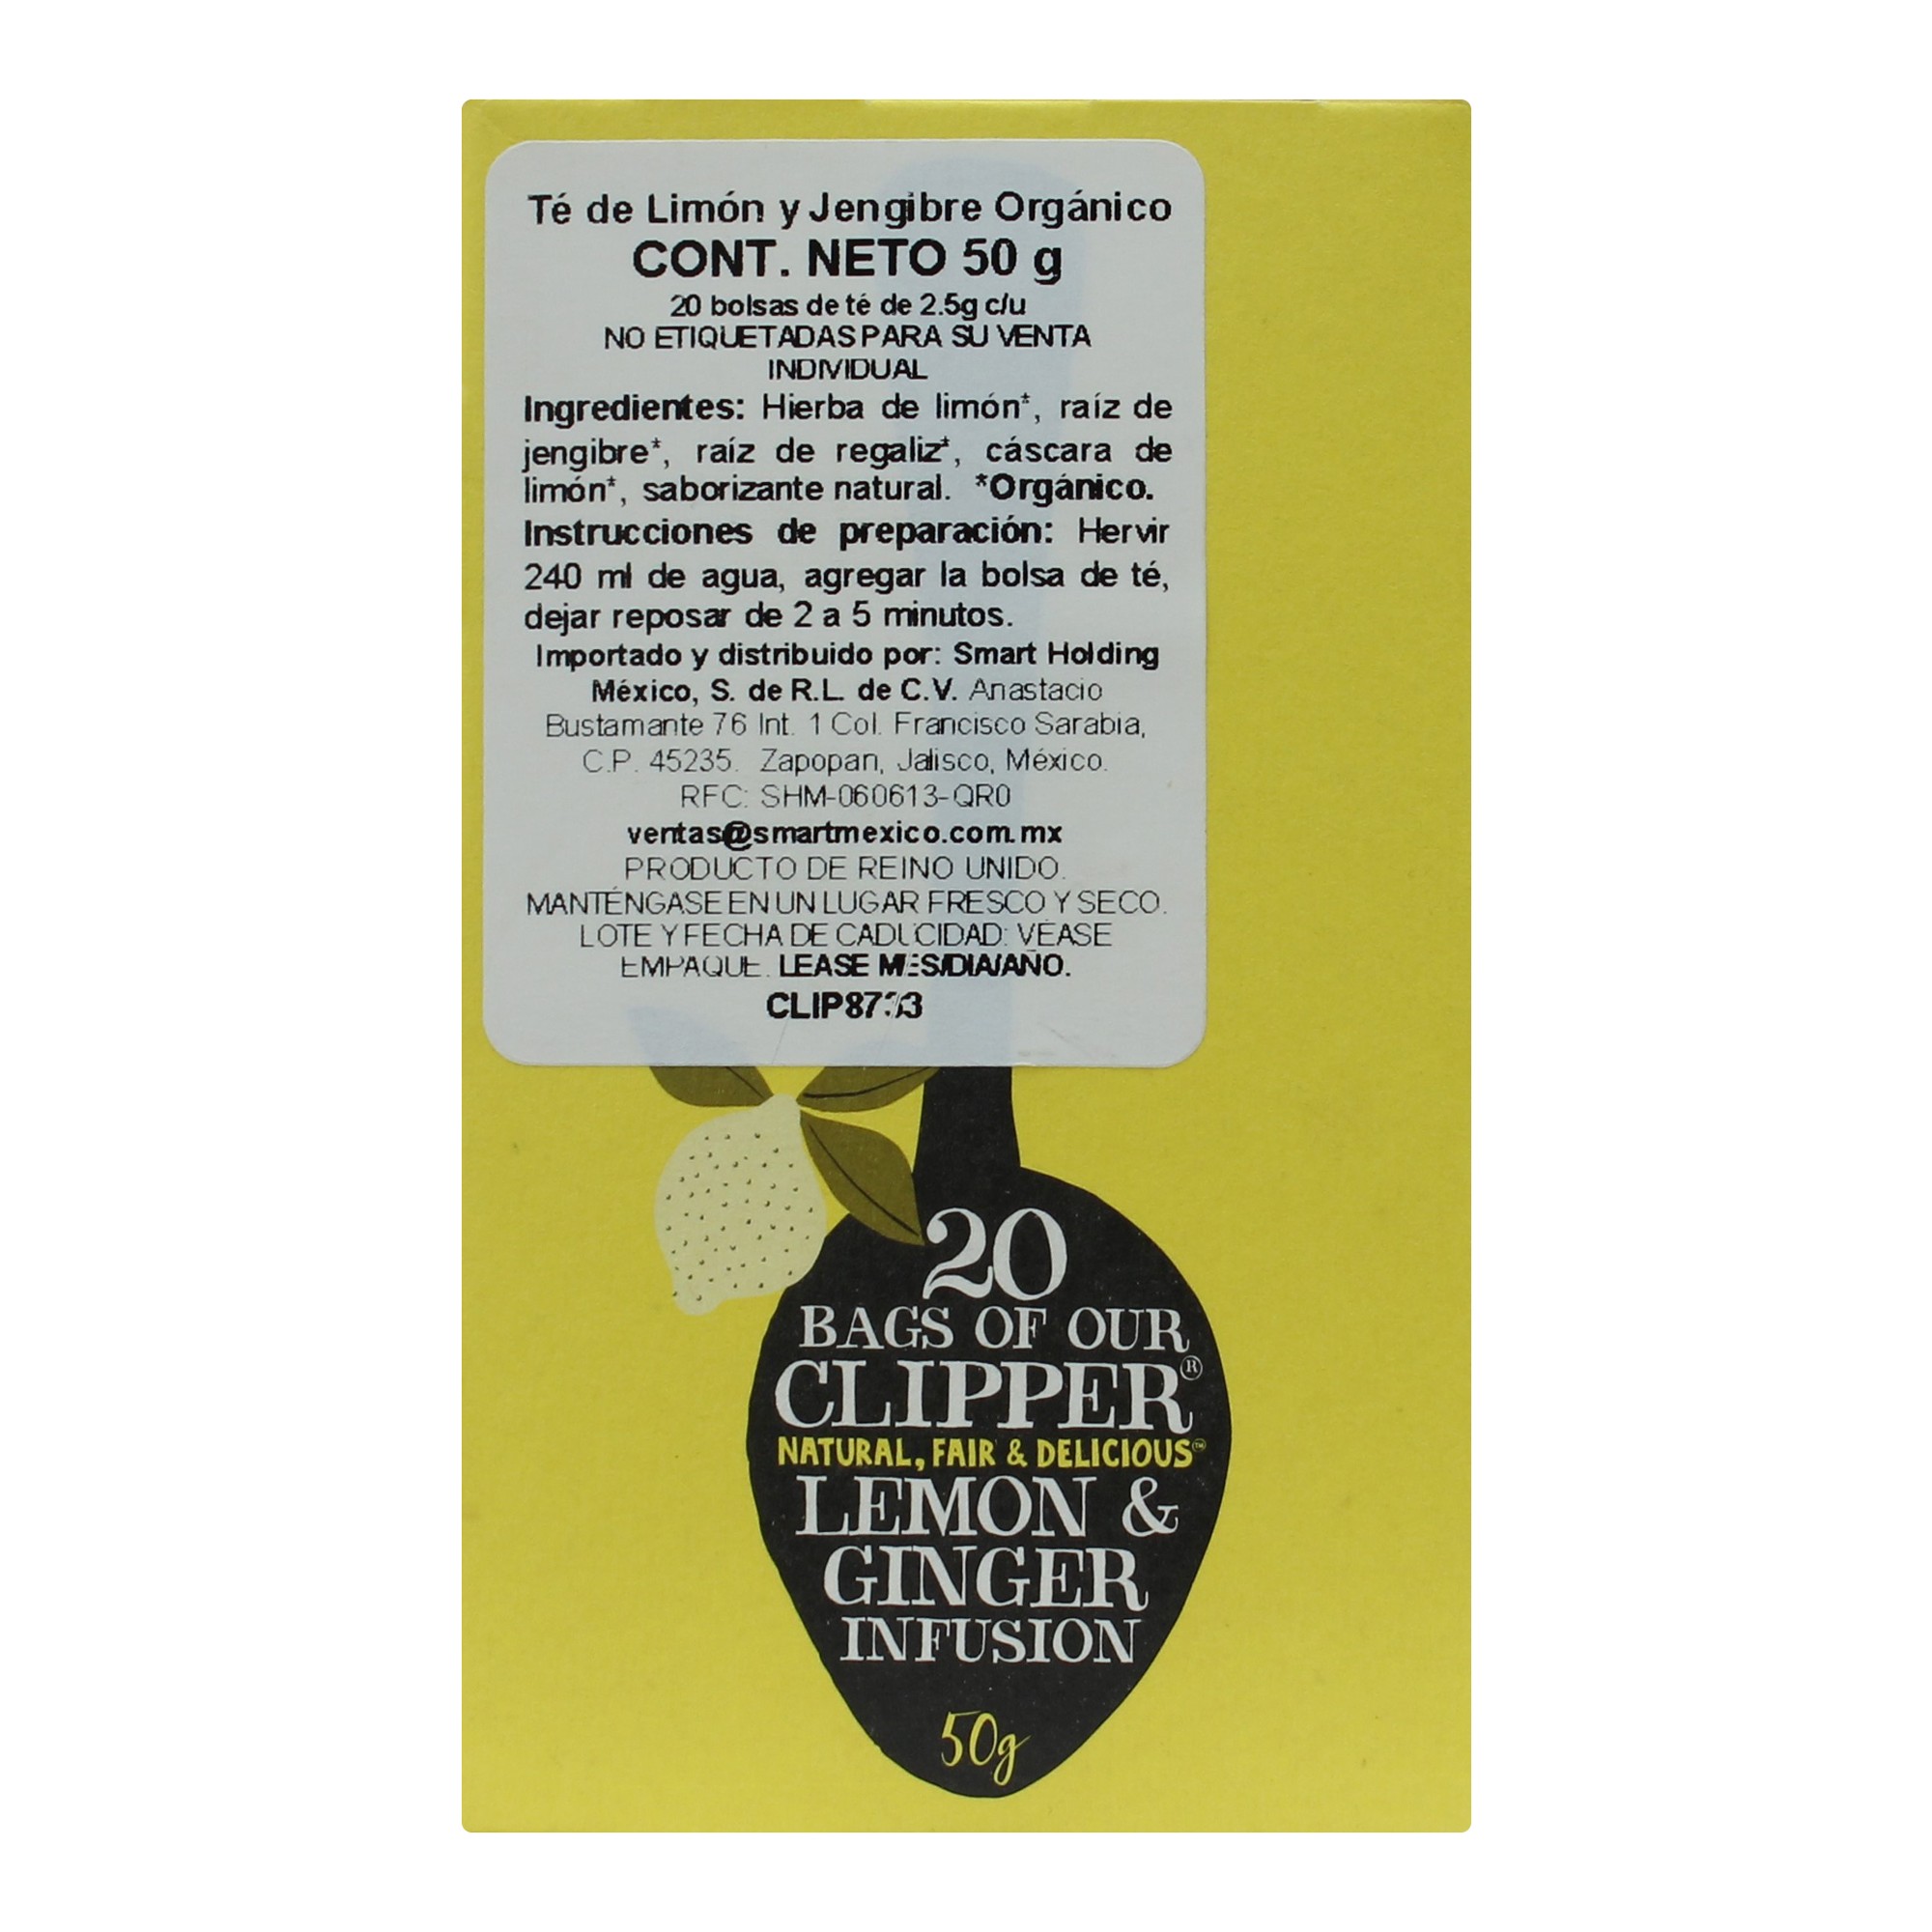 Té de Limón y Jengibre Orgánico
CONT. NETO 50 g
20 bolsas de té de 2.5g c/u
NO ETIQUETADAS PARA SU VENTA
INDIVIDUAL
Ingredientes: Hierba de limón*, raíz de
jengibre*, raíz de regaliz*, cáscara de
limón*, saborizante natural. *Orgánico.
Instrucciones de preparación: Hervir
240 ml de agua, agregar la bolsa de té,
dejar reposar de 2 a 5 minutos.
Importado y distribuido por: Smart Holding
México, S. de R.L. de C.V. Anastacio
Bustamante 76 Int. 1 Col. Francisco Sarabia,
C.P. 45235. Zapopan, Jalisco, México.
RFC: SHM-060613-QR0
ventas@smartmexico.com.mx
PRODUCTO DE REINO UNIDO.
MANTÉNGASE EN UN LUGAR FRESCO Y SECO.
LOTE Y FECHA DE CADUCIDAD: VÉASE
EMPAQUE. LEASE MES/DIA/AÑO.
20
BAGS OF OUR
CLIPPER®
NATURAL, FAIR & DELICIOUS™
LEMON &
GINGER
INFUSION
50g